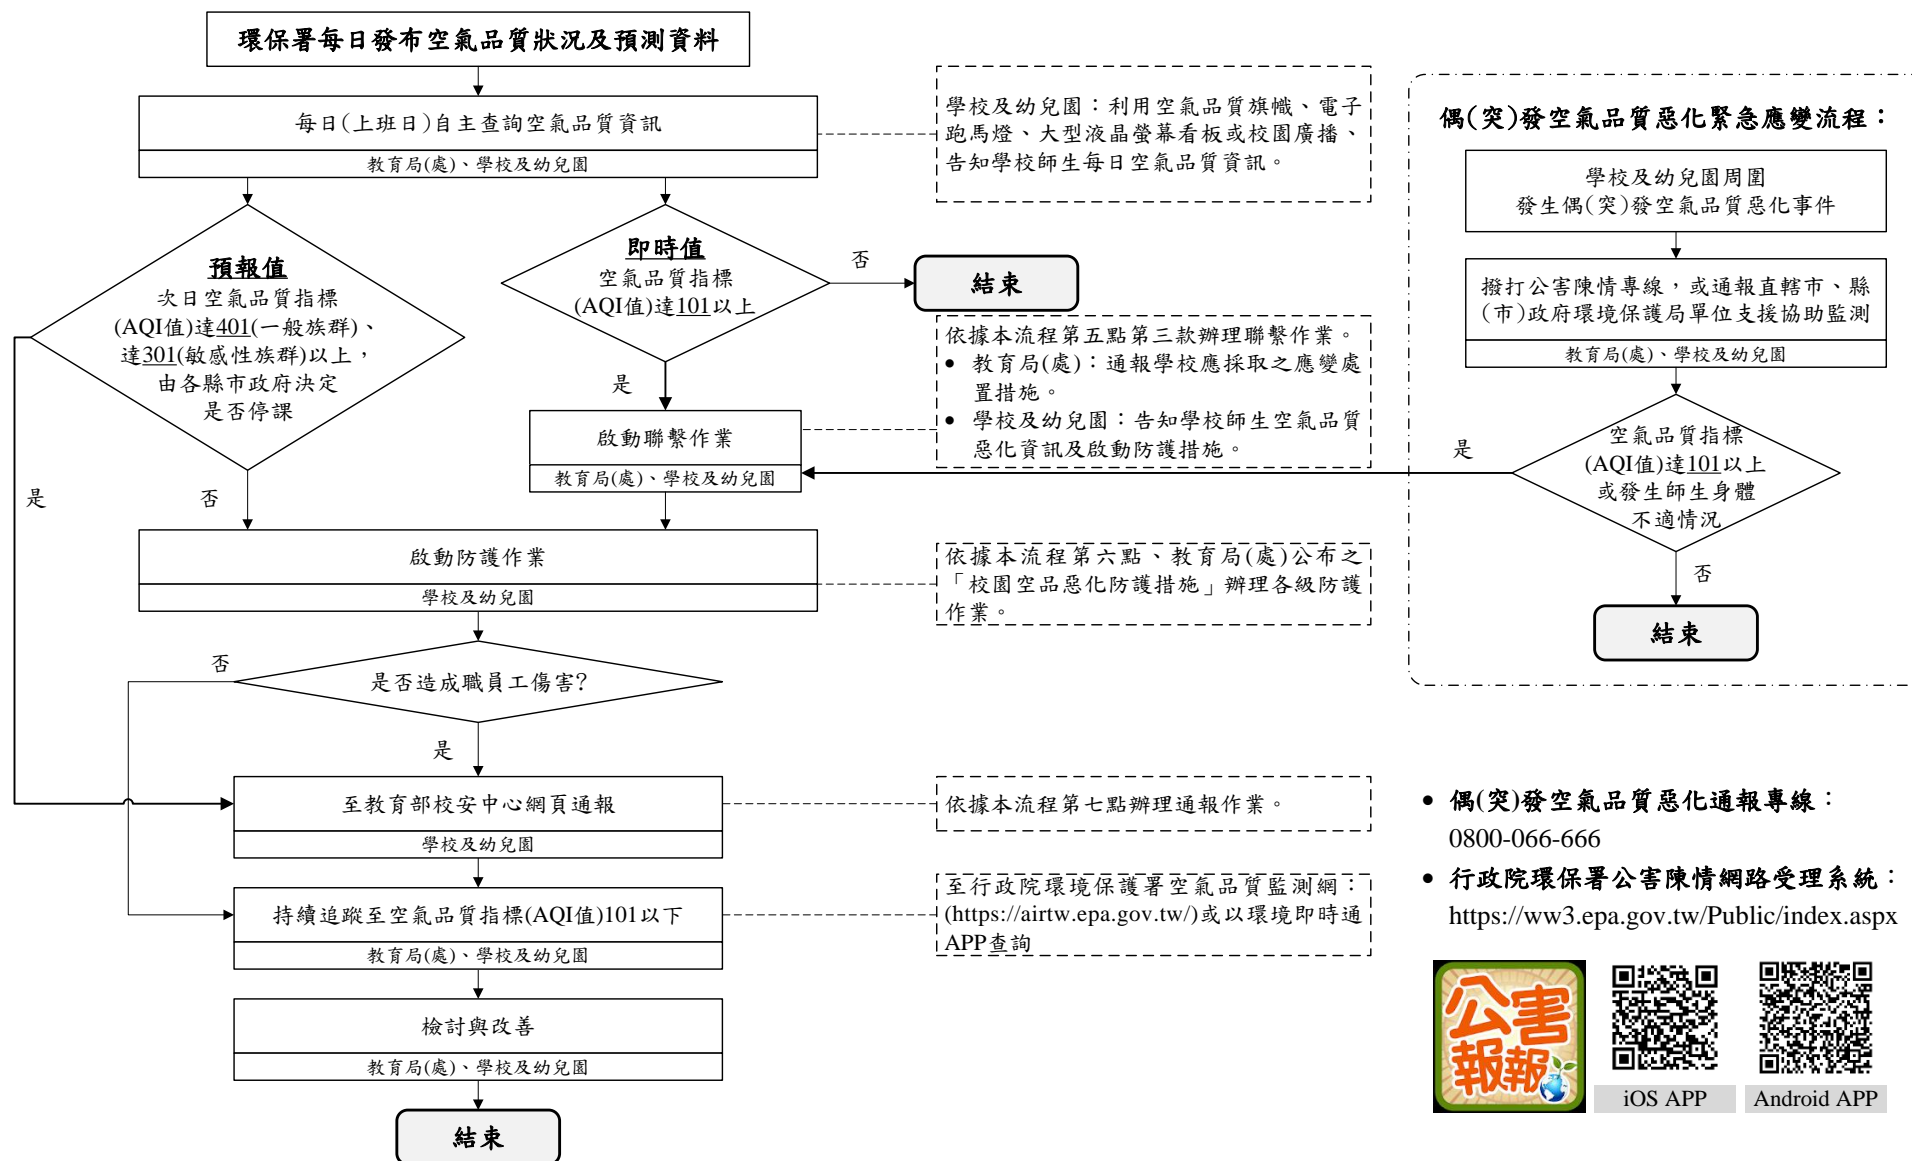 環保署每日發布空氣品質狀況及預測資料
每日(上班日)自主查詢空氣品質資訊
教育局(處)、學校及幼兒園
學校及幼兒園：利用空氣品質旗幟、電子
跑馬燈、大型液晶螢幕看板或校園廣播、
告知學校師生每日空氣品質資訊。
預報值
次日空氣品質指標
(AQI值)達401(一般族群)、
達301(敏感性族群)以上，
由各縣市政府決定
是否停課
即時值
空氣品質指標
(AQI值)達101以上
否
結束
是
啟動聯繫作業
教育局(處)、學校及幼兒園
依據本流程第五點第三款辦理聯繫作業。
• 教育局(處)：通報學校應採取之應變處
置措施。
• 學校及幼兒園：告知學校師生空氣品質
惡化資訊及啟動防護措施。
是
否
啟動防護作業
學校及幼兒園
依據本流程第六點、教育局(處)公布之
「校園空品惡化防護措施」辦理各級防護
作業。
否
是否造成職員工傷害?
是
至教育部校安中心網頁通報
學校及幼兒園
依據本流程第七點辦理通報作業。
持續追蹤至空氣品質指標(AQI值)101以下
教育局(處)、學校及幼兒園
至行政院環境保護署空氣品質監測網：
(https://airtw.epa.gov.tw/)或以環境即時通
APP查詢
檢討與改善
教育局(處)、學校及幼兒園
結束
偶(突)發空氣品質惡化緊急應變流程：
學校及幼兒園周圍
發生偶(突)發空氣品質惡化事件
撥打公害陳情專線，或通報直轄市、縣
(市)政府環境保護局單位支援協助監測
教育局(處)、學校及幼兒園
是
空氣品質指標
(AQI值)達101以上
或發生師生身體
不適情況
否
結束
• 偶(突)發空氣品質惡化通報專線：
0800-066-666
• 行政院環保署公害陳情網路受理系統：
https://ww3.epa.gov.tw/Public/index.aspx
公害
報報
iOS APP
Android APP